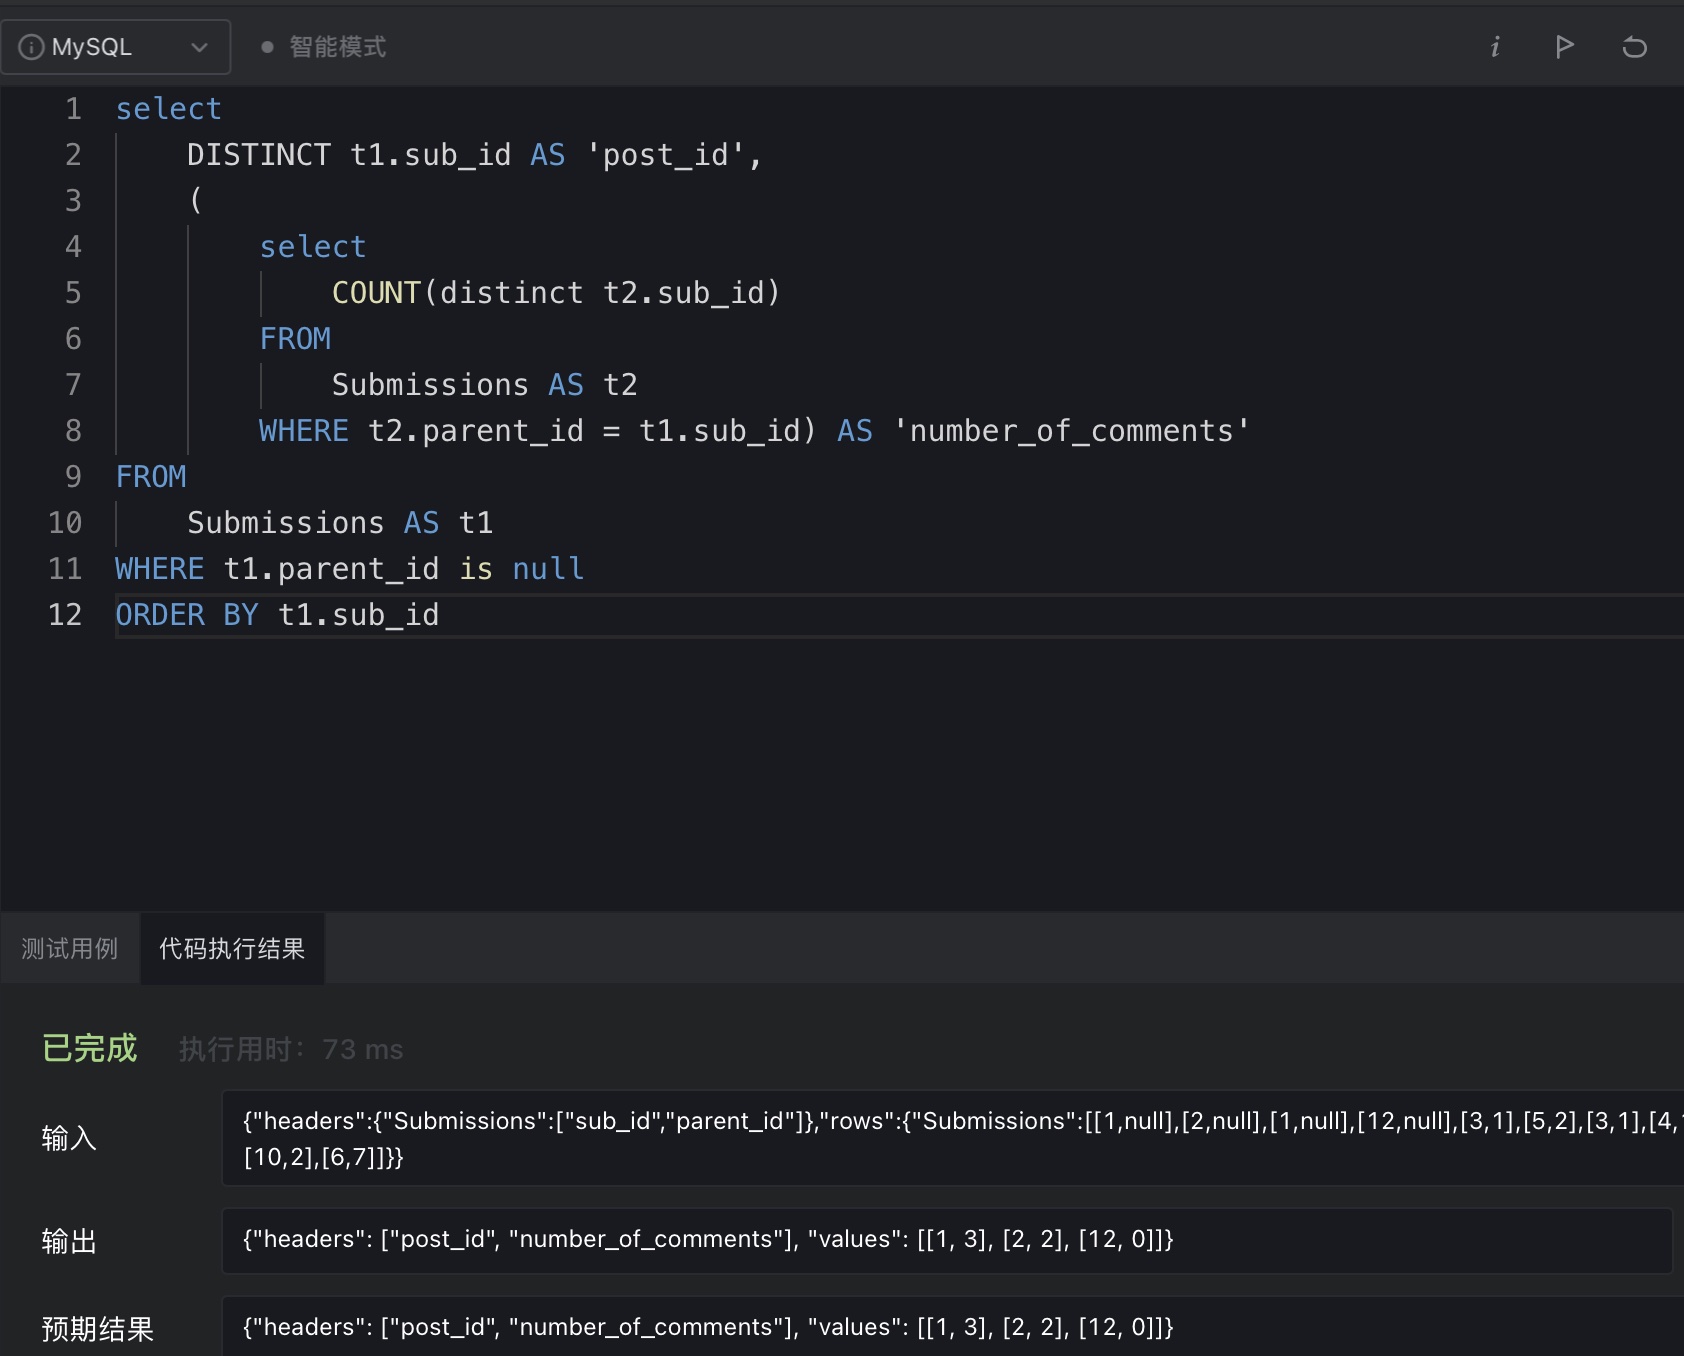 MySQL
智能模式
1 select
2 DISTINCT t1.sub_id AS 'post_id',
3 (
4 select
5 COUNT(distinct t2.sub_id)
6 FROM
7 Submissions AS t2
8 WHERE t2.parent_id = t1.sub_id) AS 'number_of_comments'
9 FROM
10 Submissions AS t1
11 WHERE t1.parent_id is null
12 ORDER BY t1.sub_id
测试用例 代码执行结果
已完成 执行用时：73 ms
输入
{"headers":{"Submissions":["sub_id","parent_id"]},"rows":{"Submissions":[[1,null],[2,null],[1,null],[12,null],[3,1],[5,2],[3,1],[4,
[10,2],[6,7]]}}
输出
{"headers": ["post_id", "number_of_comments"], "values": [[1, 3], [2, 2], [12, 0]]}
预期结果
{"headers": ["post_id", "number_of_comments"], "values": [[1, 3], [2, 2], [12, 0]]}